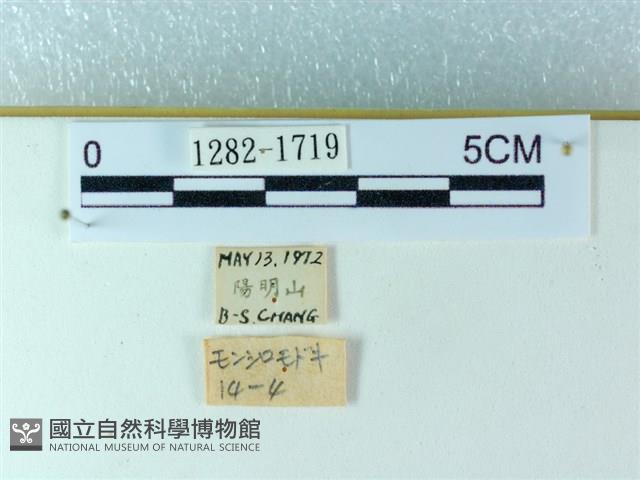 0 5CM
1282-1719
MAY 13. 1972
陽明山
B-S. CHANG
モンシロモドキ
14-4
國立自然科學博物館
NATIONAL MUSEUM OF NATURAL SCIENCE